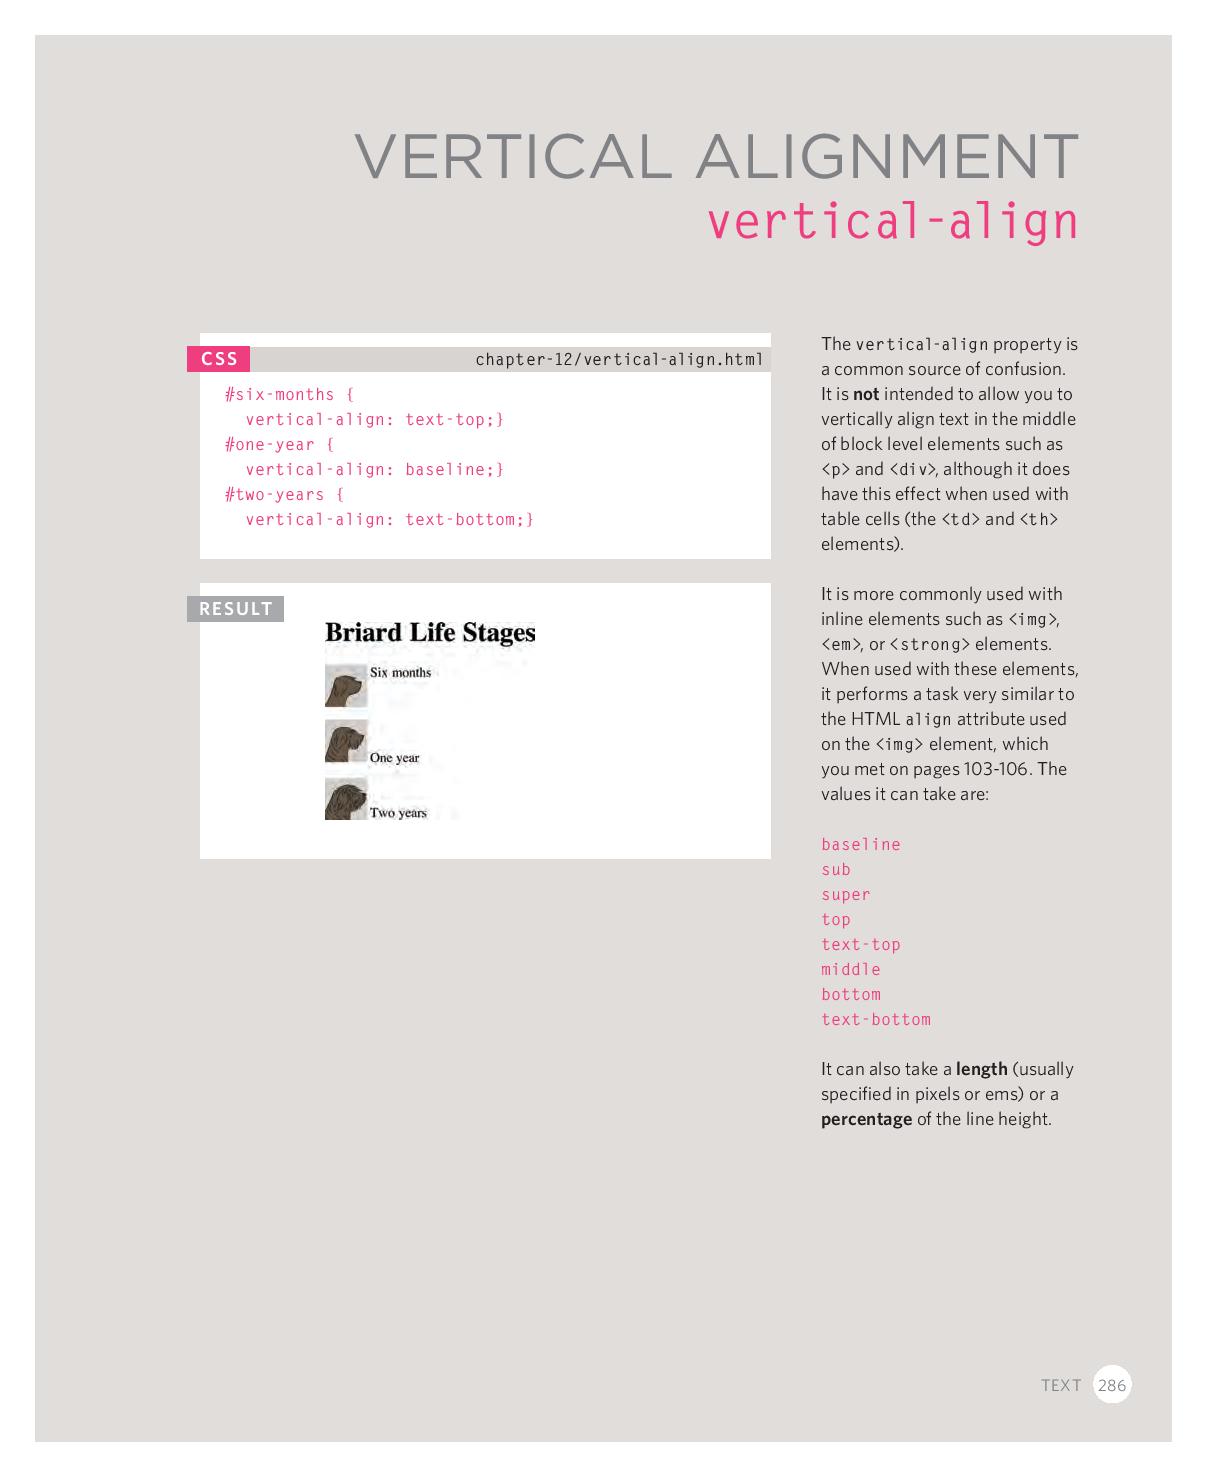 VERTICAL ALIGNMENT
vertical-align
CSS
chapter-12/vertical-align.html
#six-months {
vertical-align: text-top;}
#one-year {
vertical-align: baseline;}
#two-years {
vertical-align: text-bottom;}
RESULT
Briard Life Stages
Six months
One year
Two years
The vertical-align property is
a common source of confusion.
It is not intended to allow you to
vertically align text in the middle
of block level elements such as
<p> and <div>, although it does
have this effect when used with
table cells (the <td> and <th>
elements).
It is more commonly used with
inline elements such as <img>,
<em>, or <strong> elements.
When used with these elements,
it performs a task very similar to
the HTML align attribute used
on the <img> element, which
you met on pages 103-106. The
values it can take are:
baseline
sub
super
top
text-top
middle
bottom
text-bottom
It can also take a length (usually
specified in pixels or ems) or a
percentage of the line height.
TEXT 286